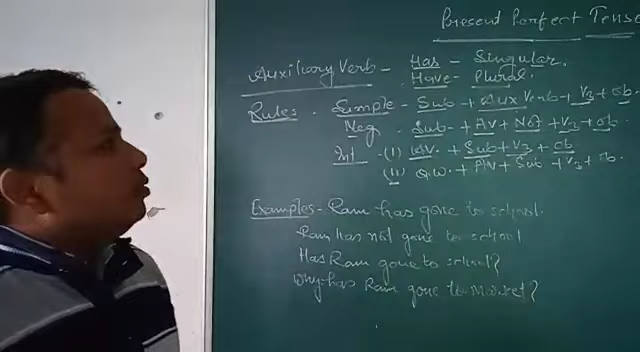 Present Perfect Tense
Auxiliary Verb - Has - Singular.
Have - Plural.
Rules. Simple - Sub + Aux Verb + V3 + Ob.
Neg. Sub + AV + Not + V3 + Ob.
Int - (I) AV. + Sub + V3 + Ob
(II) Q.W. + AV + Sub + V3 + Ob.
Examples - Ram has gone to school.
Ram has not gone to school
Has Ram gone to school?
Why has Ram gone to Market?